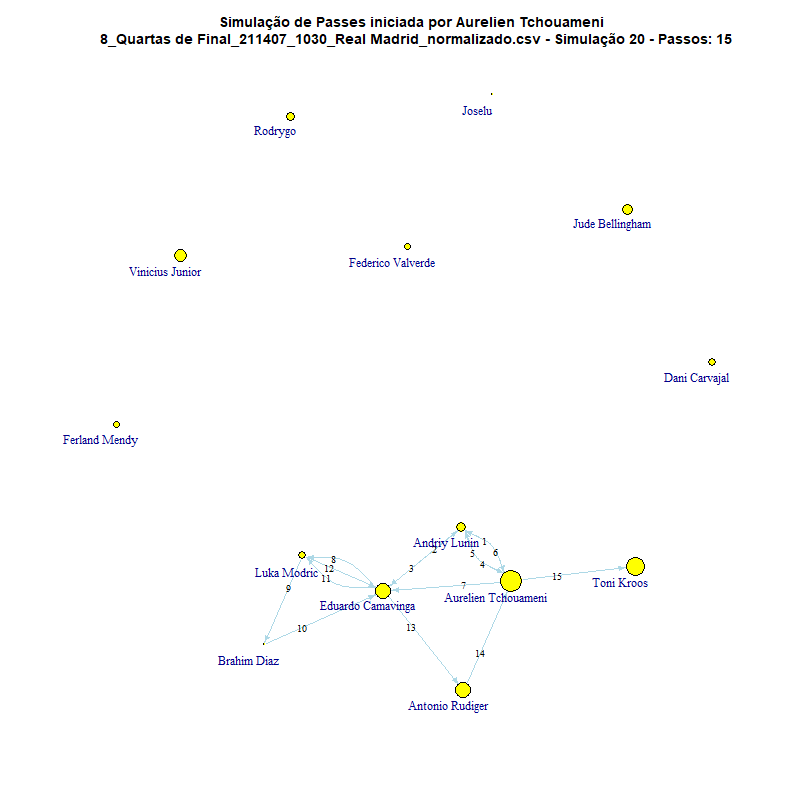 Simulação de Passes iniciada por Aurelien Tchouameni
8_Quartas de Final_211407_1030_Real Madrid_normalizado.csv - Simulação 20 - Passos: 15
Joselu
Rodrygo
Jude Bellingham
Federico Valverde
Vinicius Junior
Dani Carvajal
Ferland Mendy
Andriy Lunin
1
2
5
6
8
3
4
12
Luka Modric
11
15
Toni Kroos
9
7
Eduardo Camavinga
Aurelien Tchouameni
10
13
14
Brahim Diaz
Antonio Rudiger